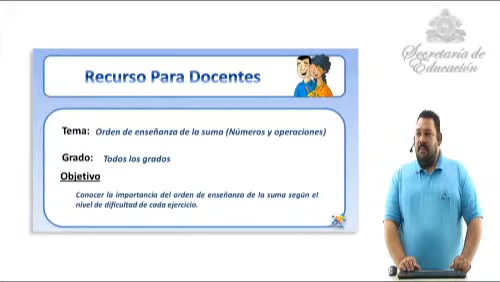 Secretaría de
Educación
Recurso Para Docentes
Tema: Orden de enseñanza de la suma (Números y operaciones)
Grado: Todos los grados
Objetivo
Conocer la importancia del orden de enseñanza de la suma según el
nivel de dificultad de cada ejercicio.